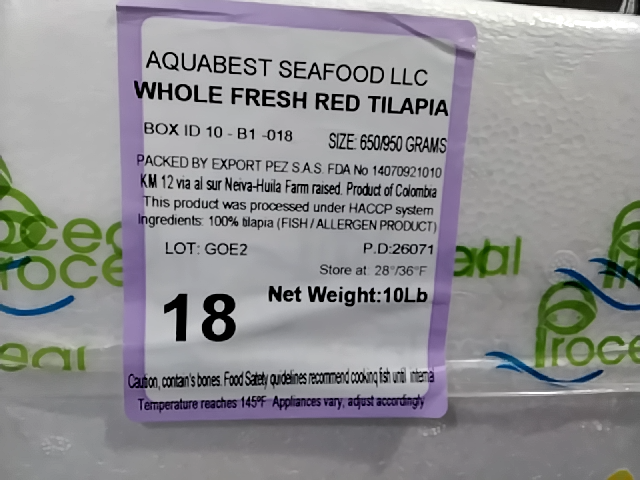 AQUABEST SEAFOOD LLC
WHOLE FRESH RED TILAPIA
BOX ID 10 - B1 -018 SIZE: 650/950 GRAMS
PACKED BY EXPORT PEZ S.A.S. FDA No 14070921010
KM 12 via al sur Neiva-Huila Farm raised. Product of Colombia
This product was processed under HACCP system
Ingredients: 100% tilapia (FISH / ALLERGEN PRODUCT)
LOT: GOE2 P.D:26071
Store at: 28°/36°F
18 Net Weight:10Lb
Caution, contain's bones. Food Safety guidelines recommend cooking fish until internal
Temperature reaches 145°F Appliances vary, adjust accordingly
Proceal